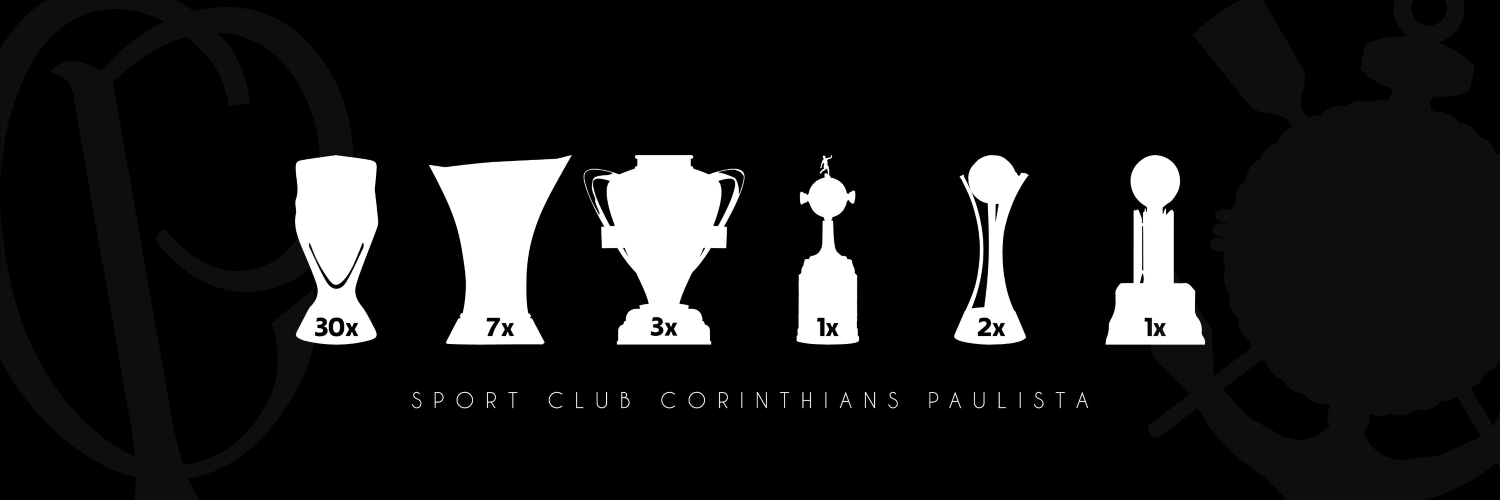 30x 7x 3x 1x 2x 1x
SPORT CLUB CORINTHIANS PAULISTA